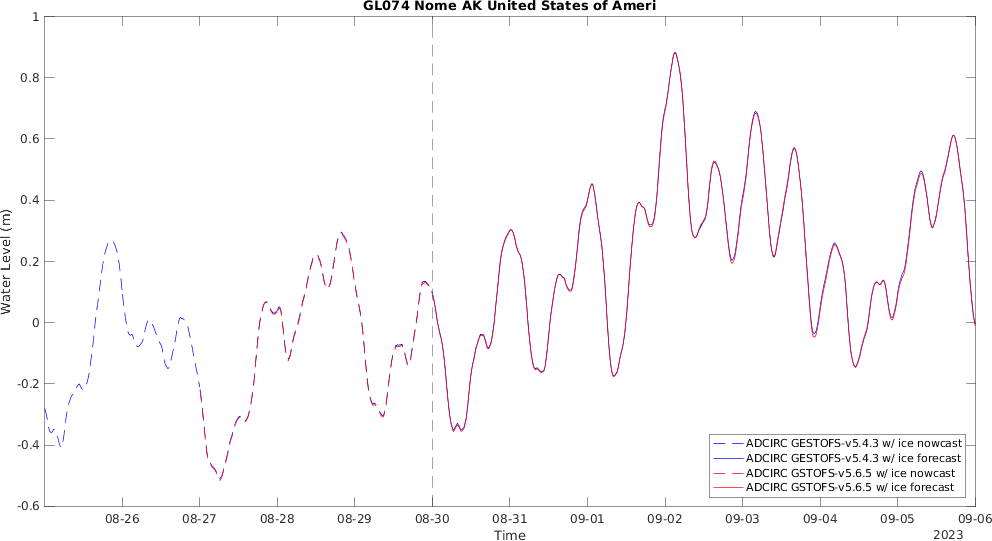 GL074 Nome AK United States of Ameri
1
0.8
0.6
0.4
0.2
0
-0.2
-0.4
-0.6
Water Level (m)
ADCIRC GESTOFS-v5.4.3 w/ ice nowcast
ADCIRC GESTOFS-v5.4.3 w/ ice forecast
ADCIRC GSTOFS-v5.6.5 w/ ice nowcast
ADCIRC GSTOFS-v5.6.5 w/ ice forecast
08-26 08-27 08-28 08-29 08-30 08-31 09-01 09-02 09-03 09-04 09-05 09-06
Time
2023